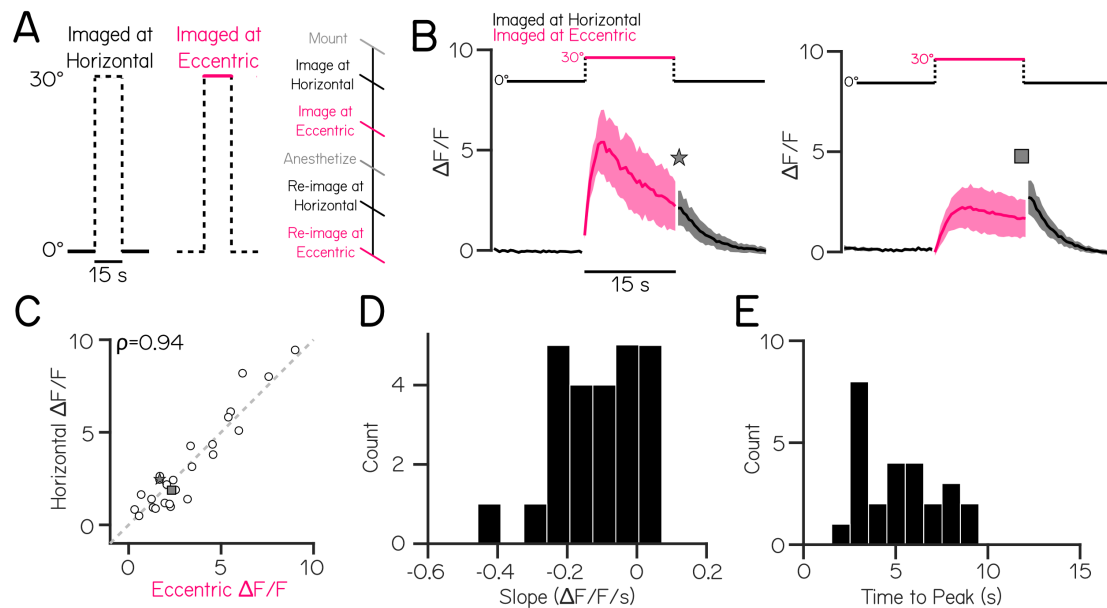 A
Imaged at
Horizontal
Imaged at
Eccentric
30°
0°
15 s
Mount
Image at
Horizontal
Image at
Eccentric
Anesthetize
Re-image at
Horizontal
Re-image at
Eccentric
B
Imaged at Horizontal
Imaged at Eccentric
10
5
0
ΔF/F
30°
0°
15 s
10
5
0
ΔF/F
30°
0°
C
ρ=0.94
10
5
0
Horizontal ΔF/F
0
5
10
Eccentric ΔF/F
D
4
2
0
Count
-0.6
-0.4
-0.2
0
0.2
Slope (ΔF/F/s)
E
10
5
0
Count
0
5
10
15
Time to Peak (s)